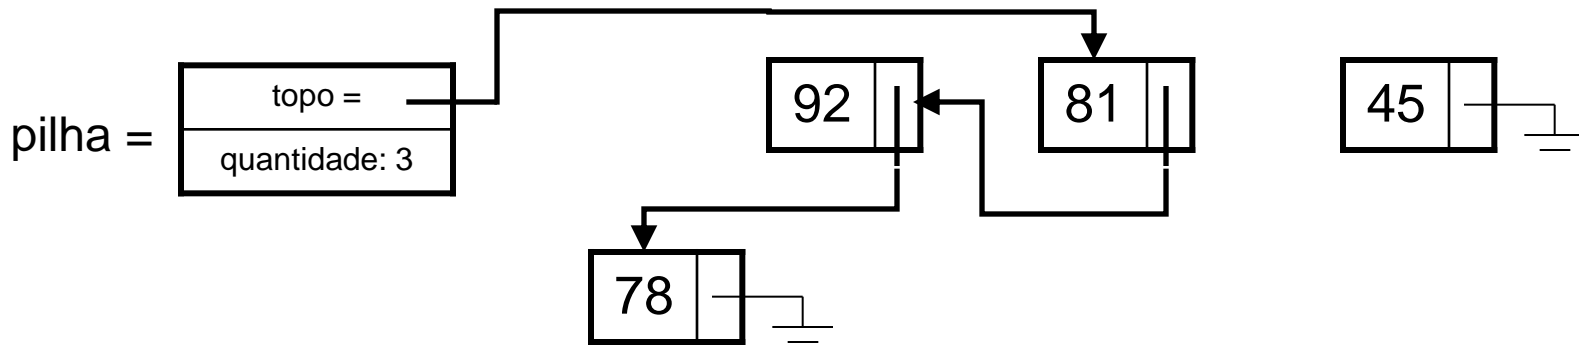 pilha =
topo =
quantidade: 3
92
81
45
78